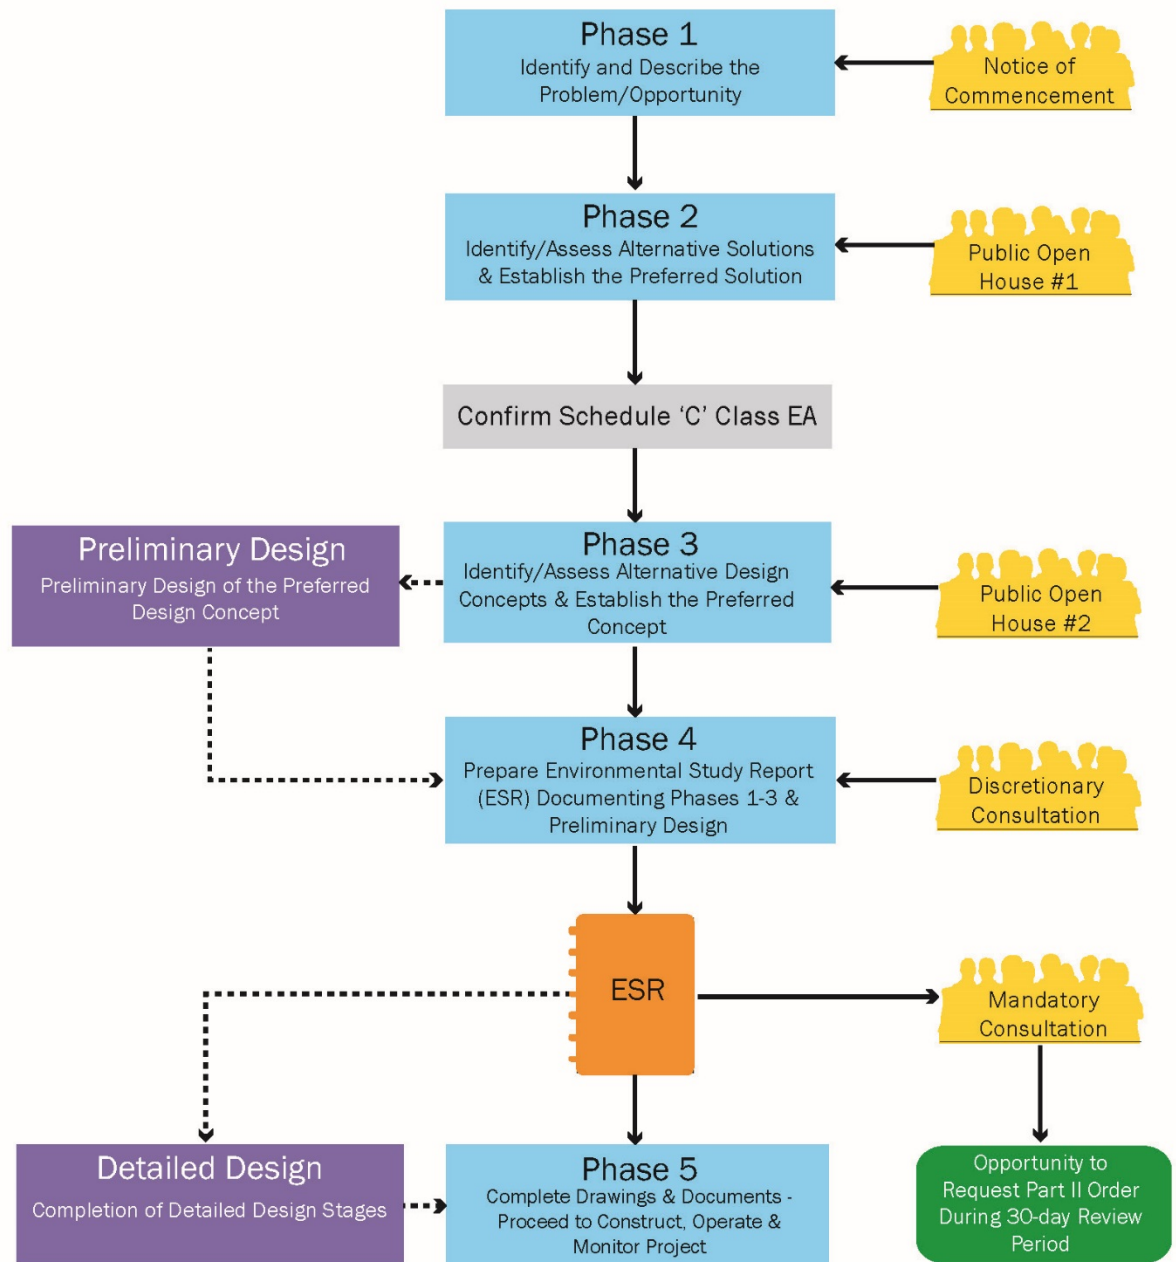 Phase 1
Identify and Describe the
Problem/Opportunity
Notice of
Commencement
Phase 2
Identify/Assess Alternative Solutions
& Establish the Preferred Solution
Public Open
House #1
Confirm Schedule ‘C’ Class EA
Preliminary Design
Preliminary Design of the Preferred
Design Concept
Phase 3
Identify/Assess Alternative Design
Concepts & Establish the Preferred
Concept
Public Open
House #2
Phase 4
Prepare Environmental Study Report
(ESR) Documenting Phases 1-3 &
Preliminary Design
Discretionary
Consultation
ESR
Mandatory
Consultation
Detailed Design
Completion of Detailed Design Stages
Phase 5
Complete Drawings & Documents -
Proceed to Construct, Operate &
Monitor Project
Opportunity to
Request Part II Order
During 30-day Review
Period